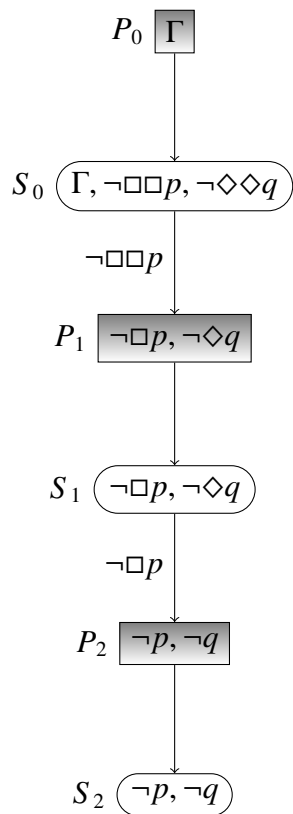 P₀ Γ
S₀ Γ, ¬□□p, ¬◇◇q
¬□□p
P₁ ¬□p, ¬◇q
S₁ ¬□p, ¬◇q
¬□p
P₂ ¬p, ¬q
S₂ ¬p, ¬q